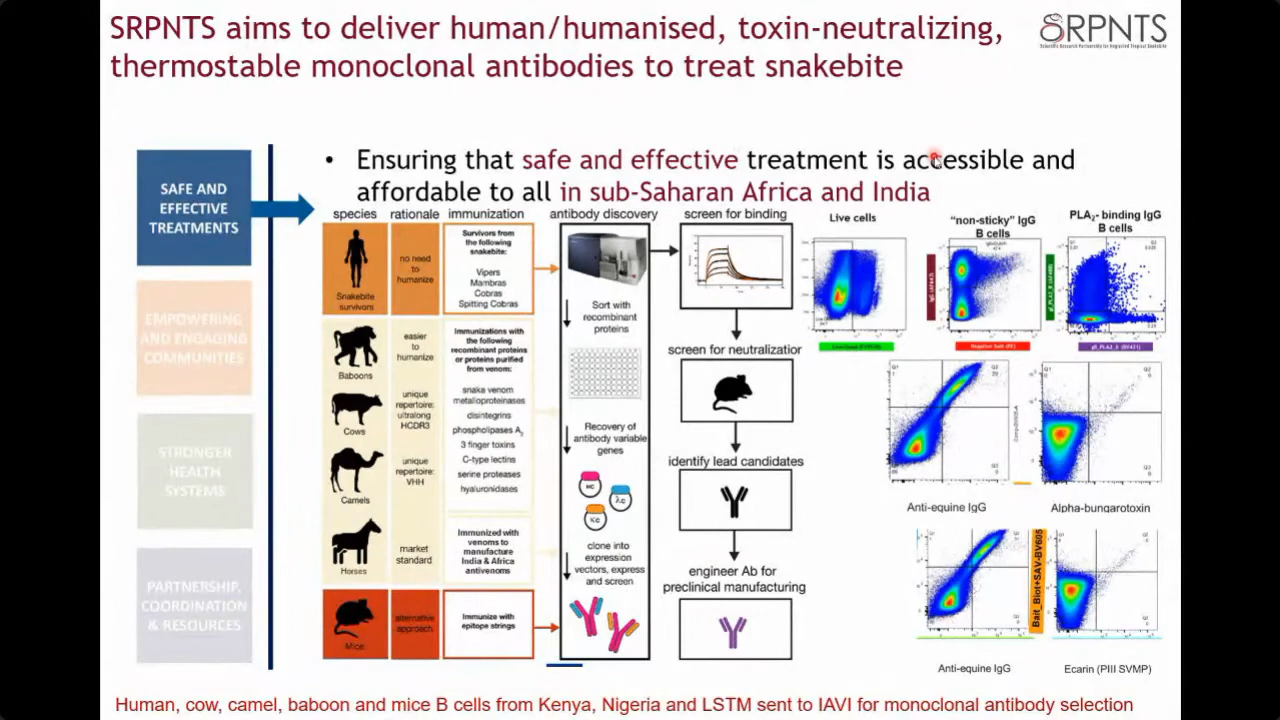 SRPNTS aims to deliver human/humanised, toxin-neutralizing,
thermostable monoclonal antibodies to treat snakebite
SRPNTS
SAFE AND
EFFECTIVE
TREATMENTS
EMPOWERING
AND ENGAGING
COMMUNITIES
STRONGER
HEALTH
SYSTEMS
PARTNERSHIP,
COORDINATION
& RESOURCES
• Ensuring that safe and effective treatment is accessible and
affordable to all in sub-Saharan Africa and India
species rationale immunization
Snakebite
survivors
no need
to
humanize
Survivors from
the following
snakebite:
Vipers
Mambras
Cobras
Spitting Cobras
Baboons
easier
to
humanize
Immunizations with the
following
recombinant proteins
or proteins purified
from venom:
snake venom
metalloproteinases
disintegrins
phospholipases A2
3 finger toxins
C-type lectins
serine proteases
hyaluronidases
Cows
unique
repertoire:
ultralong
HCDR3
Camels
unique
repertoire:
VHH
Horses
market
standard
Immunized with
venoms to
manufacture
India & Africa
antivenoms
Mice
alternative
approach
Immunize with
epitope strings
antibody discovery
Sort with
recombinant
proteins
Recovery of
antibody variable
genes
HC
λc
Kc
clone into
expression
vectors, express
and screen
screen for binding
screen for neutralizatior
identify lead candidates
engineer Ab for
preclinical manufacturing
Live cells
“non-sticky” IgG
B cells
PLA2- binding IgG
B cells
Anti-equine IgG
Alpha-bungarotoxin
Bait_Biot+SAV-BV605
Anti-equine IgG
Ecarin (PIII SVMP)
Human, cow, camel, baboon and mice B cells from Kenya, Nigeria and LSTM sent to IAVI for monoclonal antibody selection